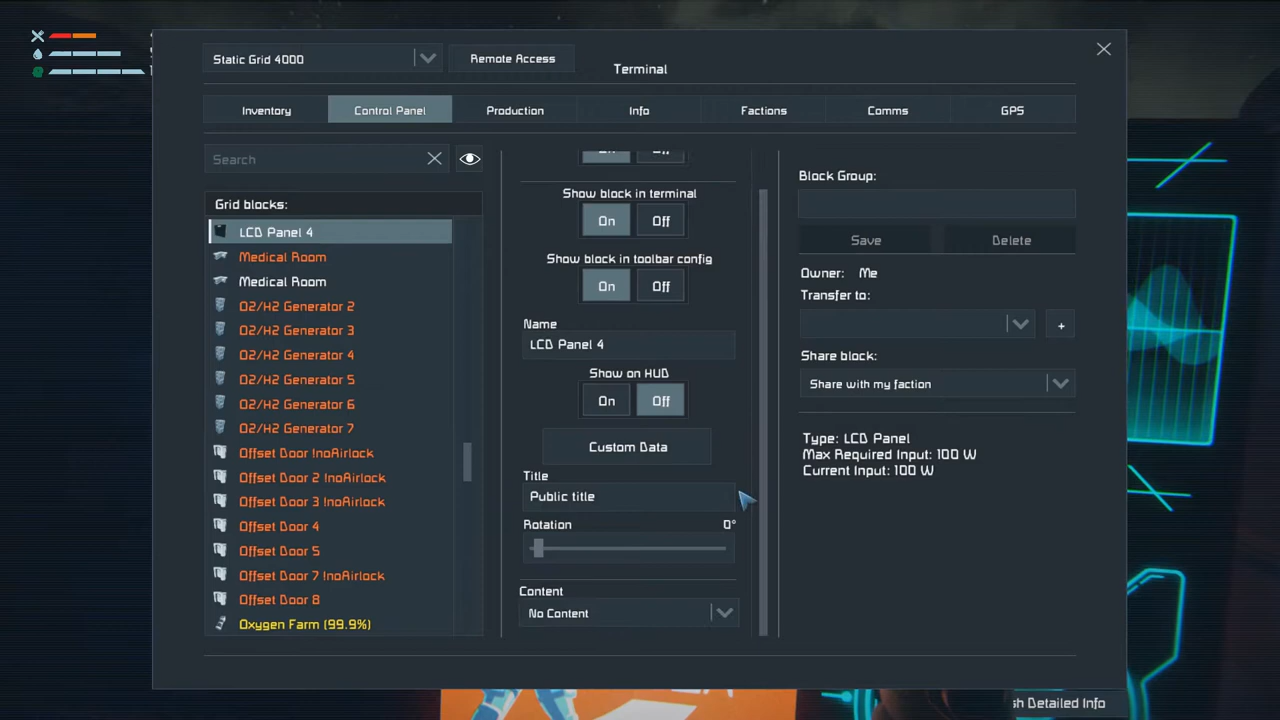 Static Grid 4000
Remote Access
Terminal
Inventory
Control Panel
Production
Info
Factions
Comms
GPS
Search
Grid blocks:
LCD Panel 4
Medical Room
Medical Room
O2/H2 Generator 2
O2/H2 Generator 3
O2/H2 Generator 4
O2/H2 Generator 5
O2/H2 Generator 6
O2/H2 Generator 7
Offset Door !noAirlock
Offset Door 2 !noAirlock
Offset Door 3 !noAirlock
Offset Door 4
Offset Door 5
Offset Door 7 !noAirlock
Offset Door 8
Oxygen Farm (99.9%)
Show block in terminal
On Off
Show block in toolbar config
On Off
Name
LCD Panel 4
Show on HUD
On Off
Custom Data
Title
Public title
Rotation 0°
Content
No Content
Block Group:
Save Delete
Owner: Me
Transfer to:
+
Share block:
Share with my faction
Type: LCD Panel
Max Required Input: 100 W
Current Input: 100 W
sh Detailed Info